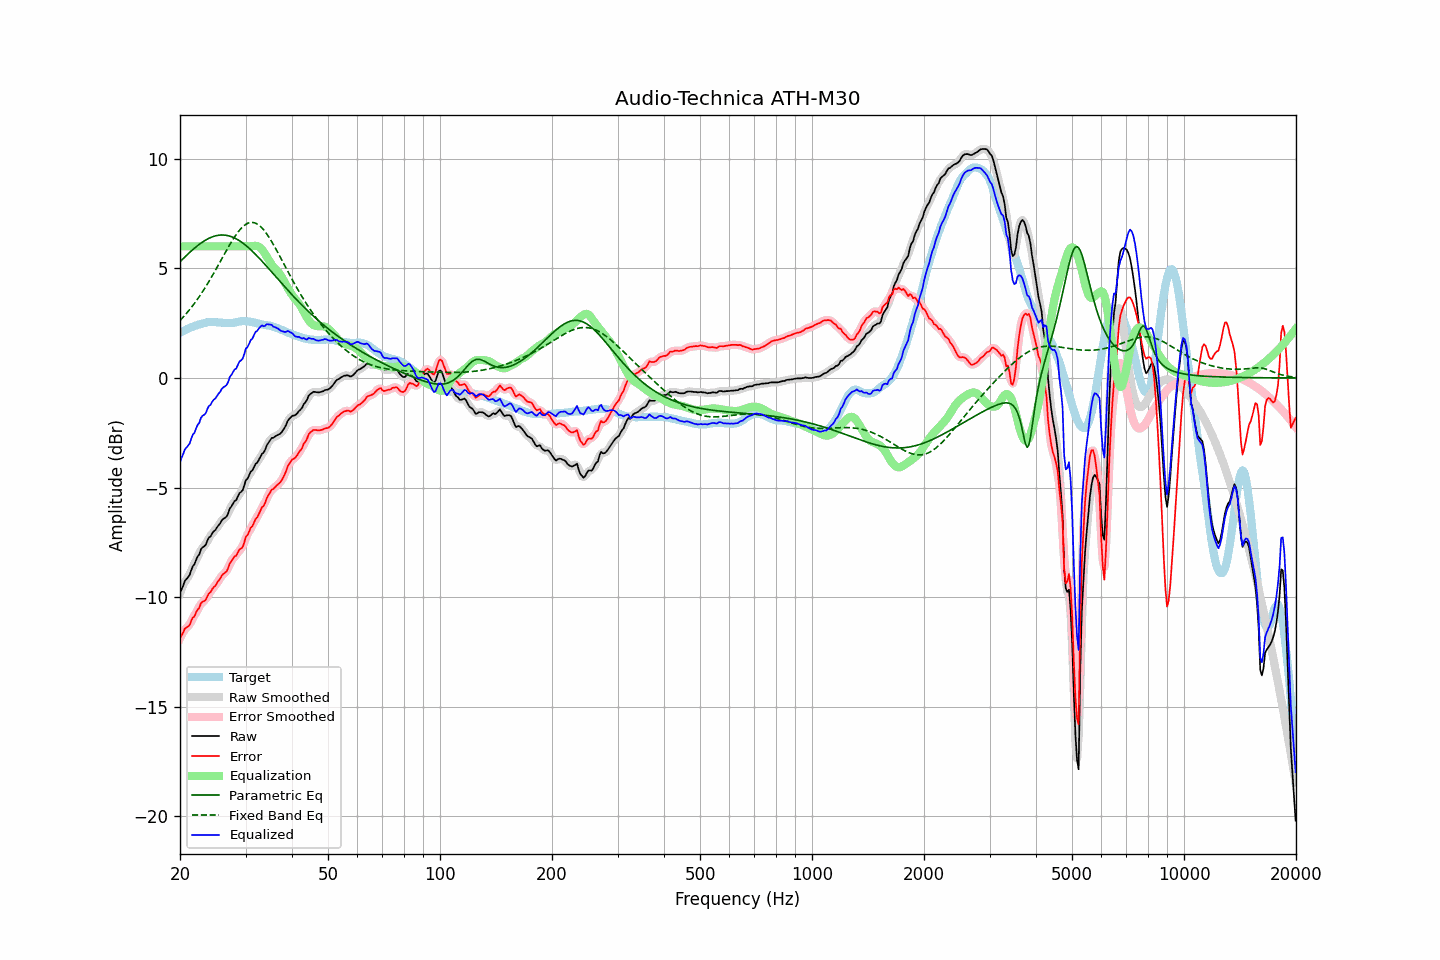 Audio-Technica ATH-M30
Amplitude (dBr)
10
5
0
−5
−10
−15
−20
Target
Raw Smoothed
Error Smoothed
Raw
Error
Equalization
Parametric Eq
Fixed Band Eq
Equalized
20 50 100 200 500 1000 2000 5000 10000 20000
Frequency (Hz)